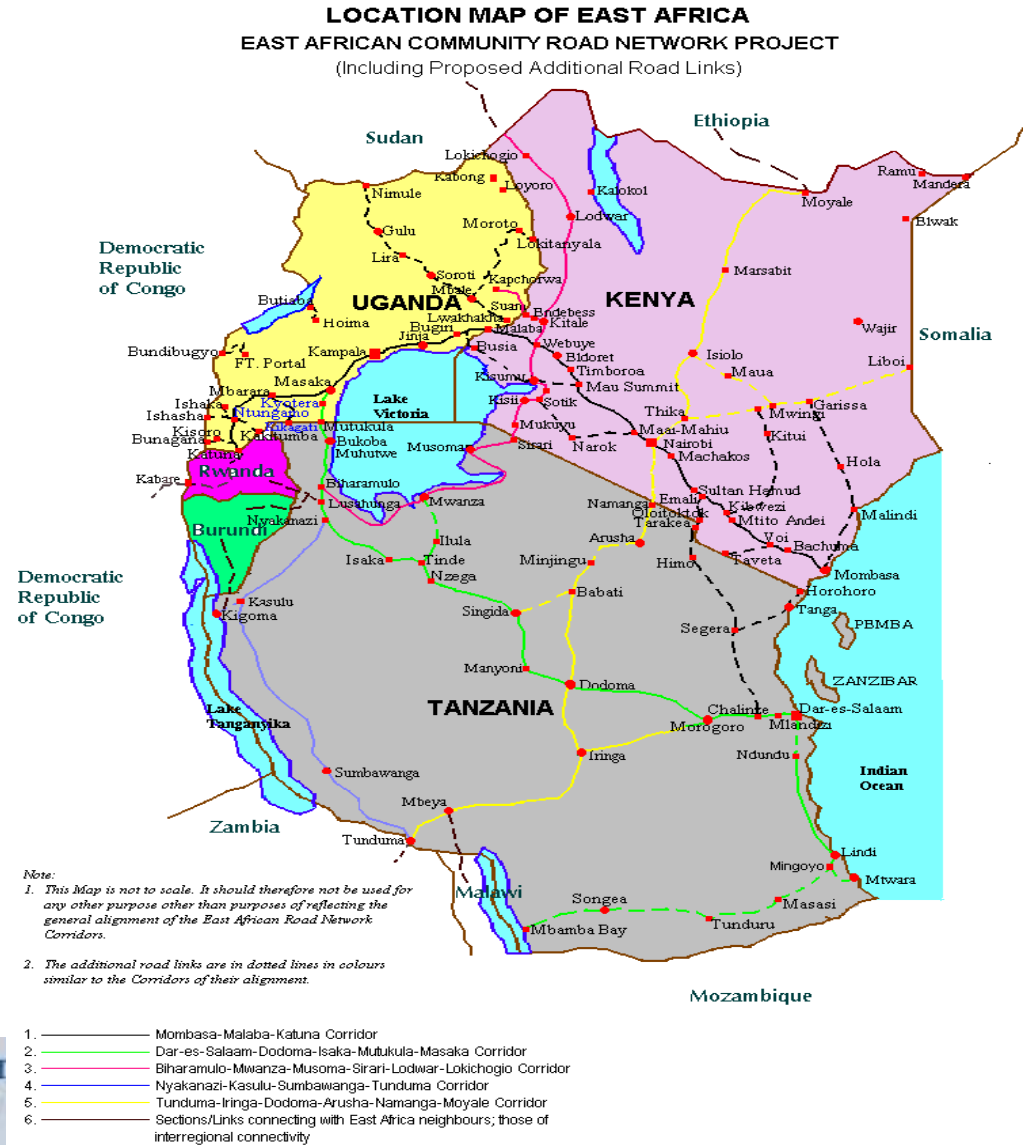 LOCATION MAP OF EAST AFRICA
EAST AFRICAN COMMUNITY ROAD NETWORK PROJECT
(Including Proposed Additional Road Links)
Ethiopia
Sudan
Lokichogio
Ramu
Kabong
Mandera
Loyoro
Kalokol
Nimule
Moyale
Lodwar
Elwak
Moroto
Gulu
Lokitanyala
Democratic
Republic
of Congo
Lira
Marsabit
Soroti
Kapchorwa
Mbale
Butiaba
UGANDA
KENYA
Suam
Endebess
Lwakhakha
Kitale
Hoima
Bugiri
Malaba
Wajir
Somalia
Jinja
Webuye
Busia
Bundibugyo
Kampala
Eldoret
Isiolo
Liboi
FT. Portal
Timboroa
Kisumu
Maua
Masaka
Mau Summit
Mbarara
Lake
Victoria
Kisii
Sotik
Kyotera
Garissa
Ishaka
Thika
Mwingi
Ntungamo
Ishasha
Mukuyu
Kikagati
Mutukula
Maai-Mahiu
Kisoro
Kitui
Kakitumba
Bunagana
Bukoba
Musoma
Sirari
Narok
Nairobi
Katuna
Muhutwe
Machakos
Rwanda
Hola
Kabare
Biharamulo
Sultan Hamud
Emali
Mwanza
Namanga
Lusahunga
Kibwezi
Oloitoktok
Malindi
Nyakanazi
Mtito Andei
Burundi
Tarakea
Arusha
Voi
Ilula
Bachuma
Isaka
Tinde
Minjingu
Himo
Taveta
Mombasa
Democratic
Republic
of Congo
Nzega
Babati
Horohoro
Kasulu
Singida
Tanga
Kigoma
Segera
PEMBA
Manyoni
ZANZIBAR
Dodoma
Lake
Tanganyika
TANZANIA
Chalinze
Dar-es-Salaam
Morogoro
Mlandizi
Iringa
Ndundu
Sumbawanga
Indian
Ocean
Mbeya
Zambia
Tunduma
Lindi
Mingoyo
Malawi
Mtwara
Masasi
Songea
Mbamba Bay
Tunduru
Mozambique
Note:
1. This Map is not to scale. It should therefore not be used for
any other purpose other than purposes of reflecting the
general alignment of the East African Road Network
Corridors.
2. The additional road links are in dotted lines in colours
similar to the Corridors of their alignment.
1. Mombasa-Malaba-Katuna Corridor
2. Dar-es-Salaam-Dodoma-Isaka-Mutukula-Masaka Corridor
3. Biharamulo-Mwanza-Musoma-Sirari-Lodwar-Lokichogio Corridor
4. Nyakanazi-Kasulu-Sumbawanga-Tunduma Corridor
5. Tunduma-Iringa-Dodoma-Arusha-Namanga-Moyale Corridor
6. Sections/Links connecting with East Africa neighbours; those of
interregional connectivity